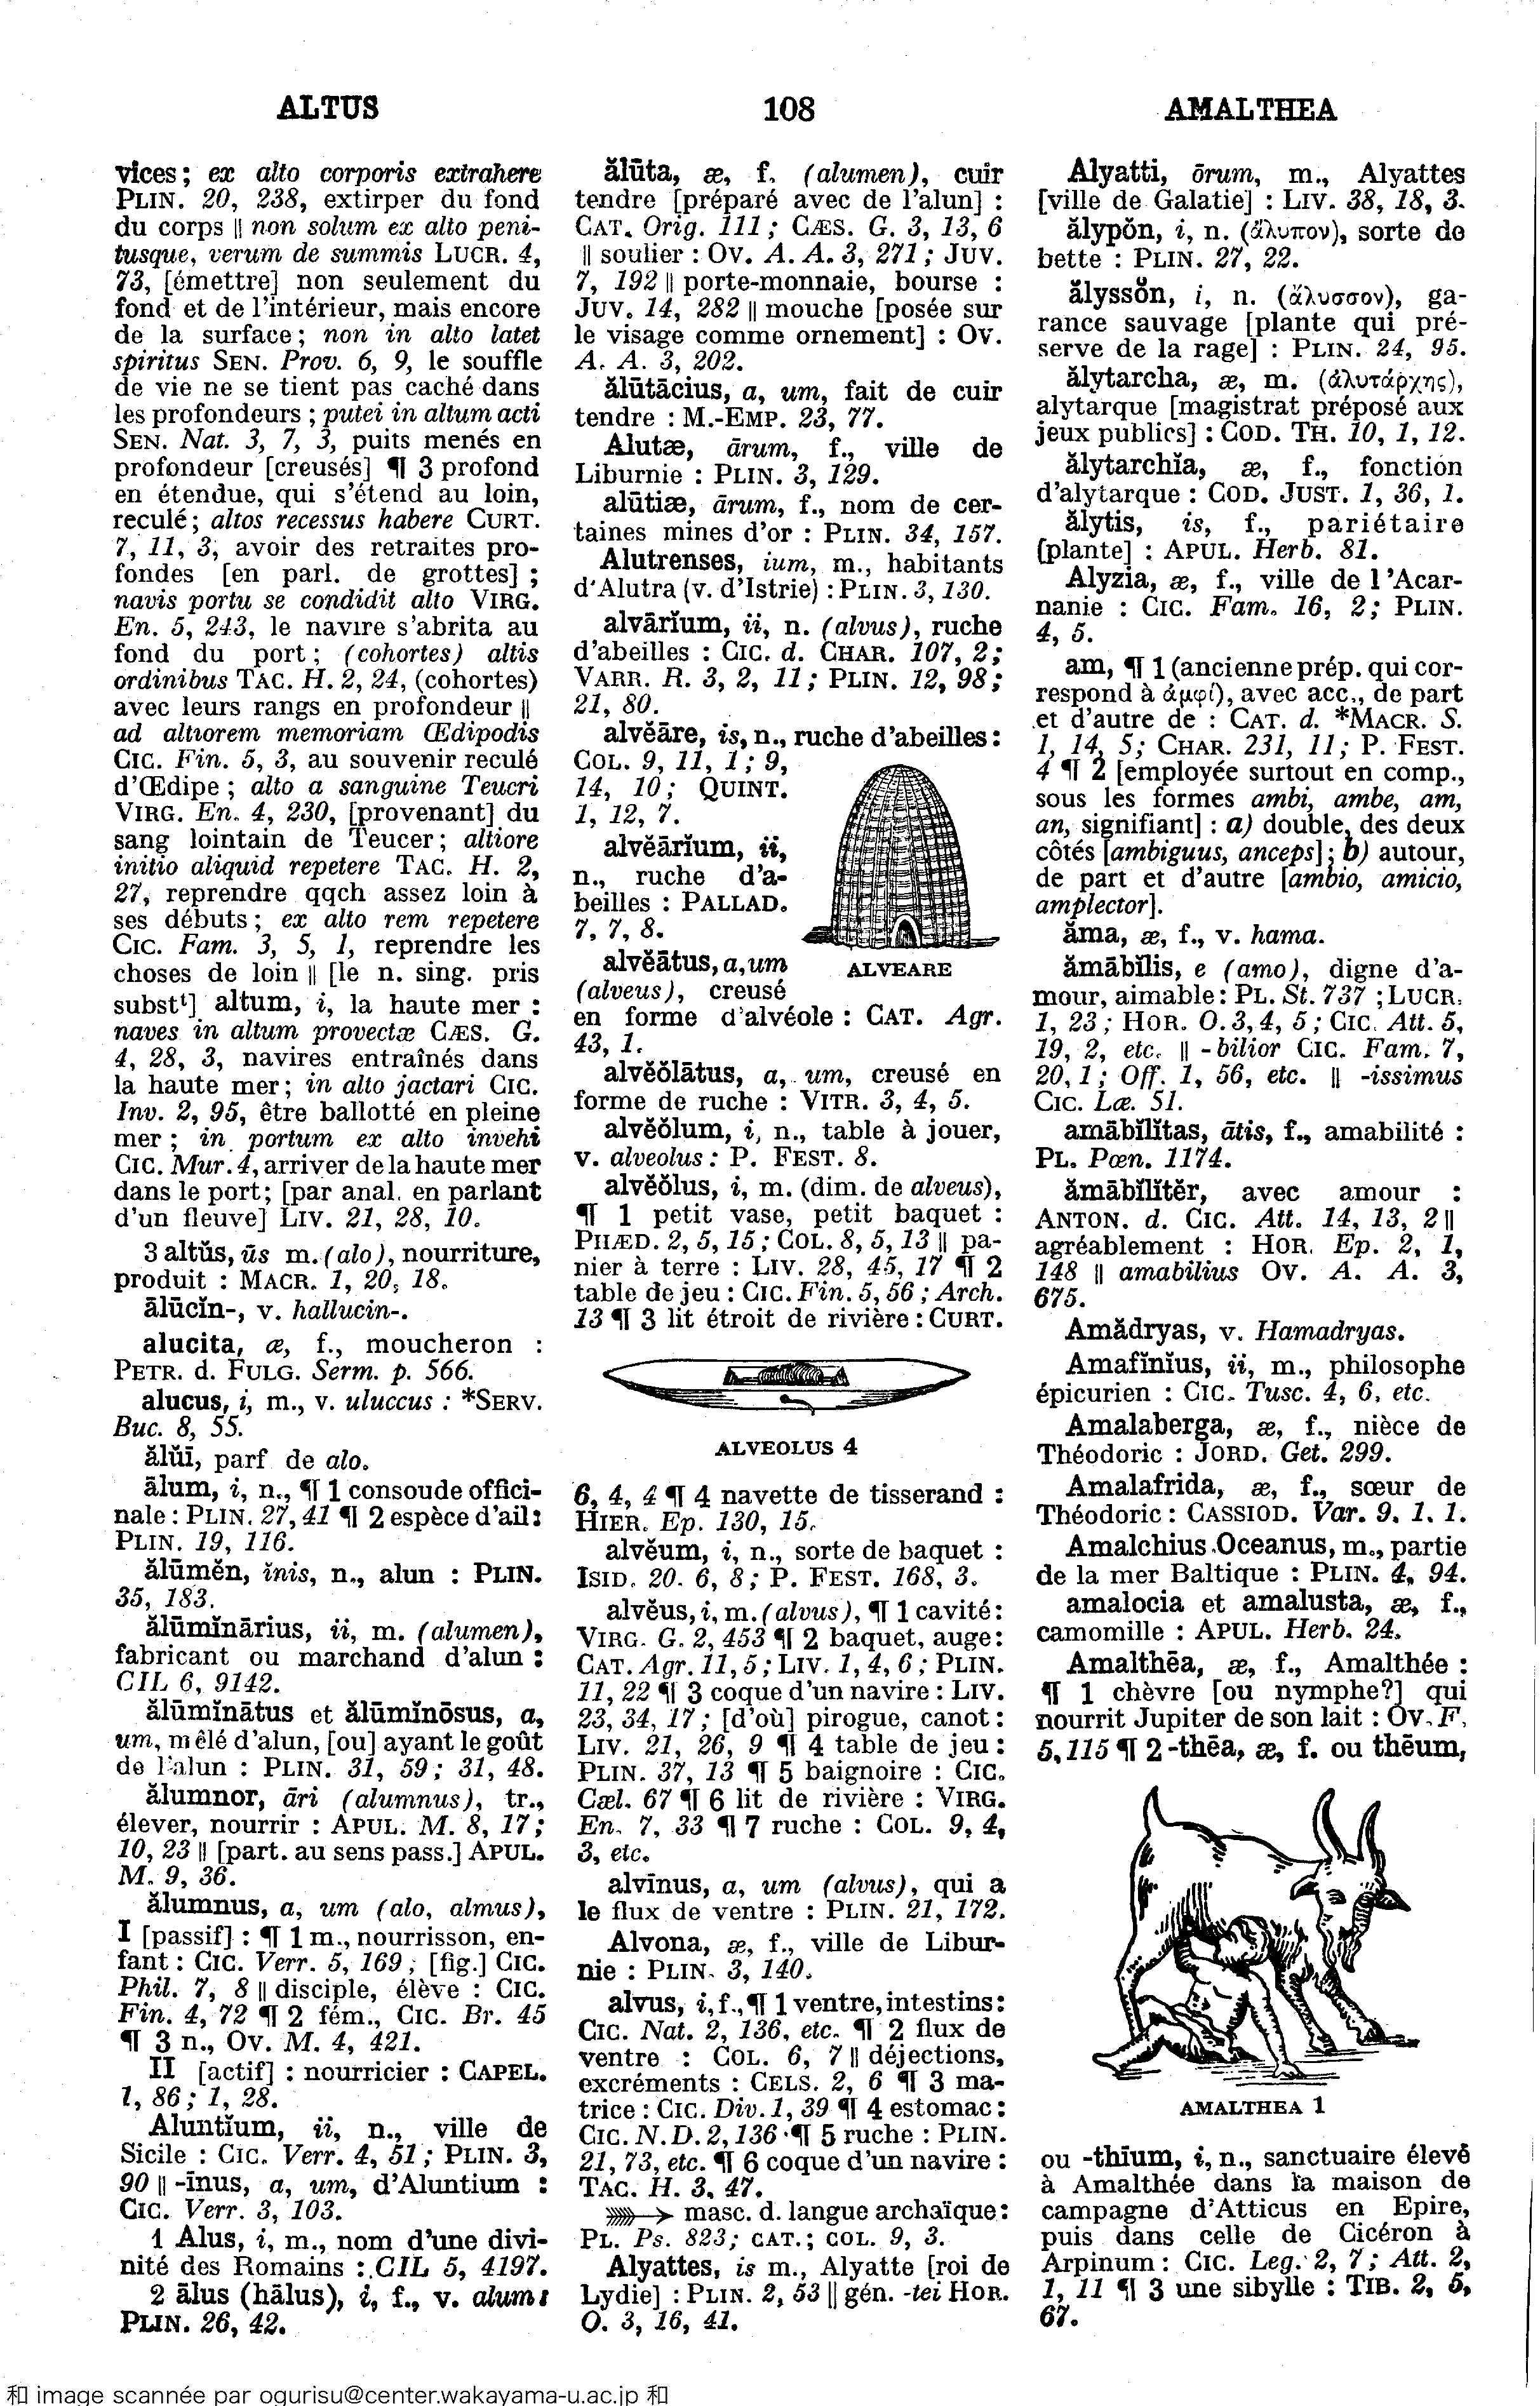 ALTUS
108
AMALTHEA
vices; ex alto corporis extrahere
PLIN. 20, 238, extirper du fond
du corps || non solum ex alto peni-
tusque, verum de summis LUCR. 4,
73, [émettre] non seulement du
fond et de l'intérieur, mais encore
de la surface; non in alto latet
spiritus SEN. Prov. 6, 9, le souffle
de vie ne se tient pas caché dans
les profondeurs; putei in altum acti
SEN. Nat. 3, 7, 3, puits menés en
profondeur [creusés] ¶ 3 profond
en étendue, qui s'étend au loin,
reculé; altos recessus habere CURT.
7, 11, 3, avoir des retraites pro-
fondes [en parl. de grottes];
navis portu se condidit alto VIRG.
En. 5, 243, le navire s'abrita au
fond du port; (cohortes) altis
ordinibus TAC. H. 2, 24, (cohortes)
avec leurs rangs en profondeur ||
ad altiorem memoriam Œdipodis
CIC. Fin. 5, 3, au souvenir reculé
d'Œdipe; alto a sanguine Teucri
VIRG. En. 4, 230, [provenant] du
sang lointain de Teucer; altiore
initio aliquid repetere TAC. H. 2,
27, reprendre qqch assez loin à
ses débuts; ex alto rem repetere
CIC. Fam. 3, 5, 1, reprendre les
choses de loin || [le n. sing. pris
substᵗ] altum, i, la haute mer :
naves in altum provectæ CÆS. G.
4, 28, 3, navires entraînés dans
la haute mer; in alto jactari CIC.
Inv. 2, 95, être ballotté en pleine
mer; in portum ex alto invehi
CIC. Mur. 4, arriver de la haute mer
dans le port; [par anal. en parlant
d'un fleuve] LIV. 21, 28, 10.
3 altŭs, ūs m. (alo), nourriture,
produit : MACR. 1, 20, 18.
ālūcĭn-, v. hallucin-.
alucita, æ, f., moucheron :
PETR. d. FULG. Serm. p. 566.
alucus, i, m., v. uluccus : *SERV.
Buc. 8, 55.
ălŭī, parf de alo.
ālum, i, n., ¶ 1 consoude offici-
nale : PLIN. 27, 41 ¶ 2 espèce d'ail :
PLIN. 19, 116.
ălūmĕn, ĭnis, n., alun : PLIN.
35, 183.
ălūmĭnārius, ii, m. (alumen),
fabricant ou marchand d'alun :
CIL 6, 9142.
ălūmĭnātus et ălūmĭnōsus, a,
um, mêlé d'alun, [ou] ayant le goût
de l'alun : PLIN. 31, 59; 31, 48.
ălumnor, āri (alumnus), tr.,
élever, nourrir : APUL. M. 8, 17;
10, 23 || [part. au sens pass.] APUL.
M. 9, 36.
ălumnus, a, um (alo, almus),
I [passif] : ¶ 1 m., nourrisson, en-
fant : CIC. Verr. 5, 169; [fig.] CIC.
Phil. 7, 8 || disciple, élève : CIC.
Fin. 4, 72 ¶ 2 fém., CIC. Br. 45
¶ 3 n., OV. M. 4, 421.
II [actif] : nourricier : CAPEL.
1, 86; 1, 28.
Aluntĭum, ii, n., ville de
Sicile : CIC. Verr. 4, 51; PLIN. 3,
90 || -īnus, a, um, d'Aluntium :
CIC. Verr. 3, 103.
1 Alus, i, m., nom d'une divi-
nité des Romains : CIL 5, 4197.
2 ālus (hālus), i, f., v. alum :
PLIN. 26, 42.
ălūta, æ, f. (alumen), cuir
tendre [préparé avec de l'alun] :
CAT. Orig. 111; CÆS. G. 3, 13, 6
|| soulier : OV. A. A. 3, 271; JUV.
7, 192 || porte-monnaie, bourse :
JUV. 14, 282 || mouche [posée sur
le visage comme ornement] : OV.
A. A. 3, 202.
ălūtācius, a, um, fait de cuir
tendre : M.-EMP. 23, 77.
Alutæ, ārum, f., ville de
Liburnie : PLIN. 3, 129.
alūtiæ, ārum, f., nom de cer-
taines mines d'or : PLIN. 34, 157.
Alutrenses, ium, m., habitants
d'Alutra (v. d'Istrie) : PLIN. 3, 130.
alvārĭum, ii, n. (alvus), ruche
d'abeilles : CIC. d. CHAR. 107, 2;
VARR. R. 3, 2, 11; PLIN. 12, 98;
21, 80.
alvĕāre, is, n., ruche d'abeilles :
COL. 9, 11, 1; 9,
14, 10; QUINT.
1, 12, 7.
alvĕārĭum, ii,
n., ruche d'a-
beilles : PALLAD.
7, 7, 8.
alvĕātus, a, um
(alveus), creusé
ALVEARE
en forme d'alvéole : CAT. Agr.
43, 1.
alvĕŏlātus, a, um, creusé en
forme de ruche : VITR. 3, 4, 5.
alvĕŏlum, i, n., table à jouer,
v. alveolus : P. FEST. 8.
alvĕŏlus, i, m. (dim. de alveus),
¶ 1 petit vase, petit baquet :
PHÆD. 2, 5, 15; COL. 8, 5, 13 || pa-
nier à terre : LIV. 28, 45, 17 ¶ 2
table de jeu : CIC. Fin. 5, 56; Arch.
13 ¶ 3 lit étroit de rivière : CURT.
ALVEOLUS 4
6, 4, 4 ¶ 4 navette de tisserand :
HIER. Ep. 130, 15.
alvĕum, i, n., sorte de baquet :
ISID. 20. 6, 8; P. FEST. 168, 3.
alvĕus, i, m. (alvus), ¶ 1 cavité :
VIRG. G. 2, 453 ¶ 2 baquet, auge :
CAT. Agr. 11, 5; LIV. 1, 4, 6; PLIN.
11, 22 ¶ 3 coque d'un navire : LIV.
23, 34, 17; [d'où] pirogue, canot :
LIV. 21, 26, 9 ¶ 4 table de jeu :
PLIN. 37, 13 ¶ 5 baignoire : CIC.
Cæl. 67 ¶ 6 lit de rivière : VIRG.
En. 7, 33 ¶ 7 ruche : COL. 9, 4,
3, etc.
alvīnus, a, um (alvus), qui a
le flux de ventre : PLIN. 21, 172.
Alvona, æ, f., ville de Libur-
nie : PLIN. 3, 140.
alvus, i, f., ¶ 1 ventre, intestins :
CIC. Nat. 2, 136, etc. ¶ 2 flux de
ventre : COL. 6, 7 || déjections,
excréments : CELS. 2, 6 ¶ 3 ma-
trice : CIC. Div. 1, 39 ¶ 4 estomac :
CIC. N. D. 2, 136 ¶ 5 ruche : PLIN.
21, 73, etc. ¶ 6 coque d'un navire :
TAC. H. 3, 47.
masc. d. langue archaïque :
PL. Ps. 823; CAT.; COL. 9, 3.
Alyattes, is m., Alyatte [roi de
Lydie] : PLIN. 2, 53 || gén. -tei HOR.
O. 3, 16, 41.
Alyatti, ōrum, m., Alyattes
[ville de Galatie] : LIV. 38, 18, 3.
ălypŏn, i, n. (ἄλυπον), sorte de
bette : PLIN. 27, 22.
ălyssŏn, i, n. (ἄλυσσον), ga-
rance sauvage [plante qui pré-
serve de la rage] : PLIN. 24, 95.
ălytarcha, æ, m. (ἀλυτάρχης),
alytarque [magistrat préposé aux
jeux publics] : COD. TH. 10, 1, 12.
ălytarchĭa, æ, f., fonction
d'alytarque : COD. JUST. 1, 36, 1.
ălytis, is, f., pariétaire
[plante] : APUL. Herb. 81.
Alyzia, æ, f., ville de l'Acar-
nanie : CIC. Fam. 16, 2; PLIN.
4, 5.
am, ¶ 1 (ancienne prép. qui cor-
respond à ἀμφί), avec acc., de part
et d'autre de : CAT. d. *MACR. S.
1, 14, 5; CHAR. 231, 11; P. FEST.
4 ¶ 2 [employée surtout en comp.,
sous les formes ambi, ambe, am,
an, signifiant] : a) double, des deux
côtés [ambiguus, anceps]; b) autour,
de part et d'autre [ambio, amicio,
amplector].
ăma, æ, f., v. hama.
ămābĭlis, e (amo), digne d'a-
mour, aimable : PL. St. 737; LUCR.
1, 23; HOR. O. 3, 4, 5; CIC. Att. 5,
19, 2, etc. || -bilior CIC. Fam. 7,
20, 1; Off. 1, 56, etc. || -issimus
CIC. Læ. 51.
amābĭlĭtas, ātis, f., amabilité :
PL. Pœn. 1174.
ămābĭlĭtĕr, avec amour :
ANTON. d. CIC. Att. 14, 13, 2 ||
agréablement : HOR. Ep. 2, 1,
148 || amabilius OV. A. A. 3,
675.
Amădryas, v. Hamadryas.
Amafĭnĭus, ii, m., philosophe
épicurien : CIC. Tusc. 4, 6, etc.
Amalaberga, æ, f., nièce de
Théodoric : JORD. Get. 299.
Amalafrida, æ, f., sœur de
Théodoric : CASSIOD. Var. 9, 1, 1.
Amalchius Oceanus, m., partie
de la mer Baltique : PLIN. 4, 94.
amalocia et amalusta, æ, f.,
camomille : APUL. Herb. 24.
Amalthēa, æ, f., Amalthée :
¶ 1 chèvre [ou nymphe?] qui
nourrit Jupiter de son lait : OV. F.
5, 115 ¶ 2 -thēa, æ, f. ou thēum,
AMALTHEA 1
ou -thīum, i, n., sanctuaire élevé
à Amalthée dans la maison de
campagne d'Atticus en Epire,
puis dans celle de Cicéron à
Arpinum : CIC. Leg. 2, 7; Att. 2,
1, 11 ¶ 3 une sibylle : TIB. 2, 5,
67.
和 image scannée par ogurisu@center.wakayama-u.ac.jp 和